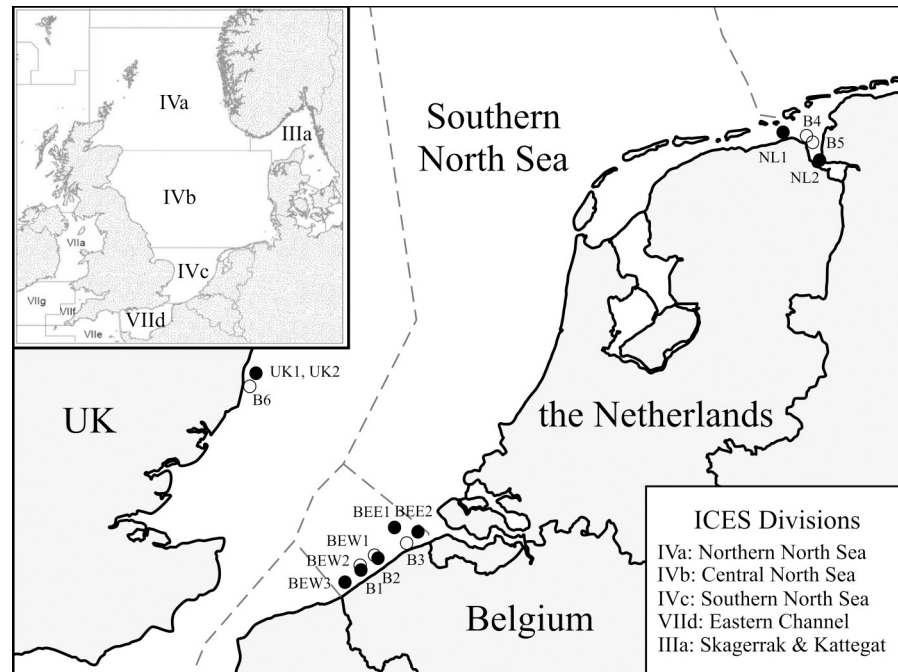 IVa
IIIa
IVb
VIIa
IVc
VIIg
VIIf
VIId
VIIe
Southern
North Sea
B4
B5
NL1
NL2
UK1, UK2
B6
UK
the Netherlands
BEE1 BEE2
BEW1
BEW2
B3
BEW3
B2
B1
Belgium
ICES Divisions
IVa: Northern North Sea
IVb: Central North Sea
IVc: Southern North Sea
VIId: Eastern Channel
IIIa: Skagerrak & Kattegat